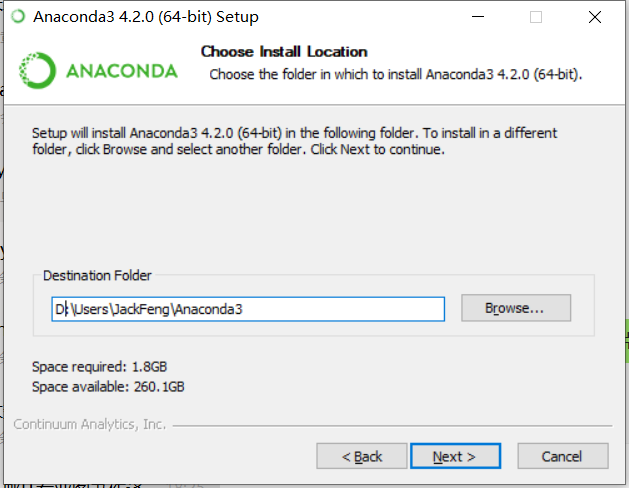 Anaconda3 4.2.0 (64-bit) Setup
ANACONDA
Choose Install Location
Choose the folder in which to install Anaconda3 4.2.0 (64-bit).
Setup will install Anaconda3 4.2.0 (64-bit) in the following folder. To install in a different
folder, click Browse and select another folder. Click Next to continue.
Destination Folder
D:\Users\JackFeng\Anaconda3
Browse...
Space required: 1.8GB
Space available: 260.1GB
Continuum Analytics, Inc.
< Back
Next >
Cancel